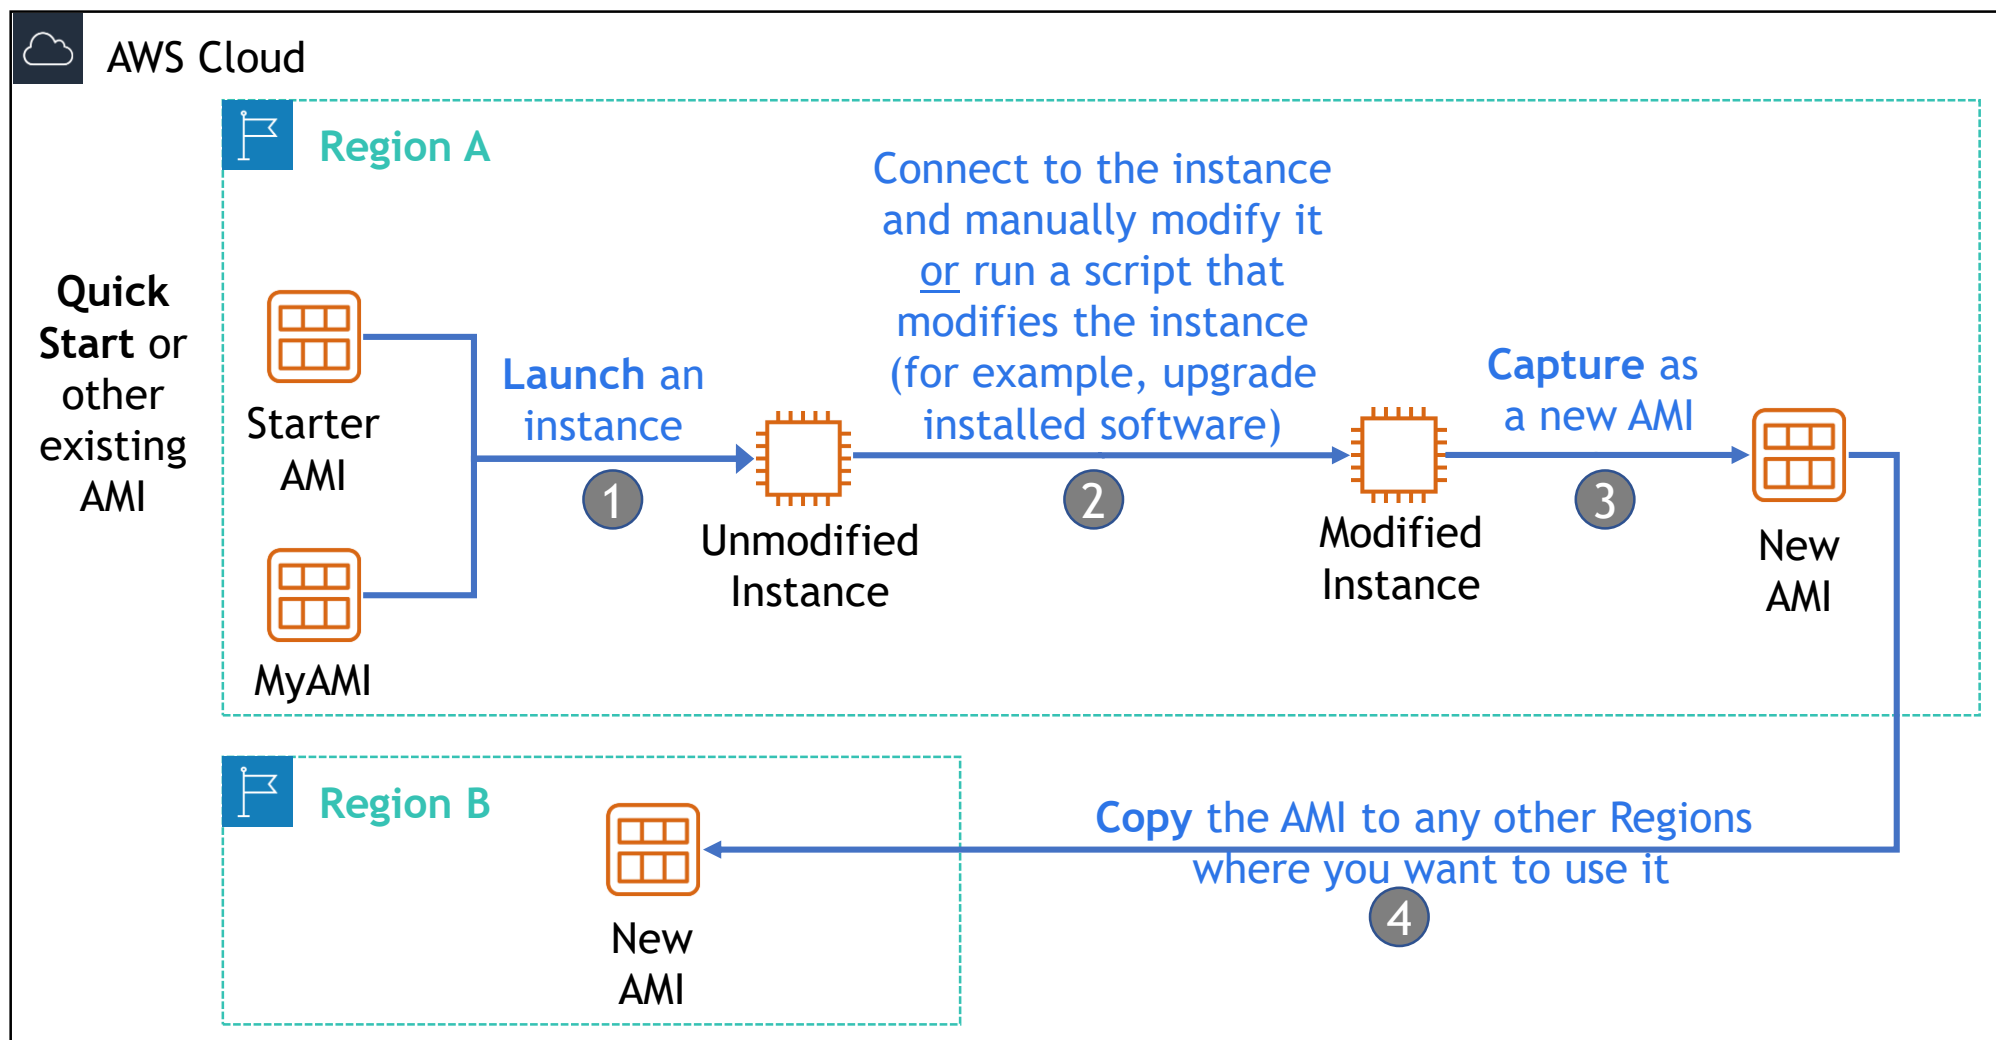 AWS Cloud
Region A
Quick
Start or
other
existing
AMI
Starter
AMI
MyAMI
Launch an
instance
1
Unmodified
Instance
Connect to the instance
and manually modify it
or run a script that
modifies the instance
(for example, upgrade
installed software)
2
Modified
Instance
Capture as
a new AMI
3
New
AMI
Region B
New
AMI
Copy the AMI to any other Regions
where you want to use it
4